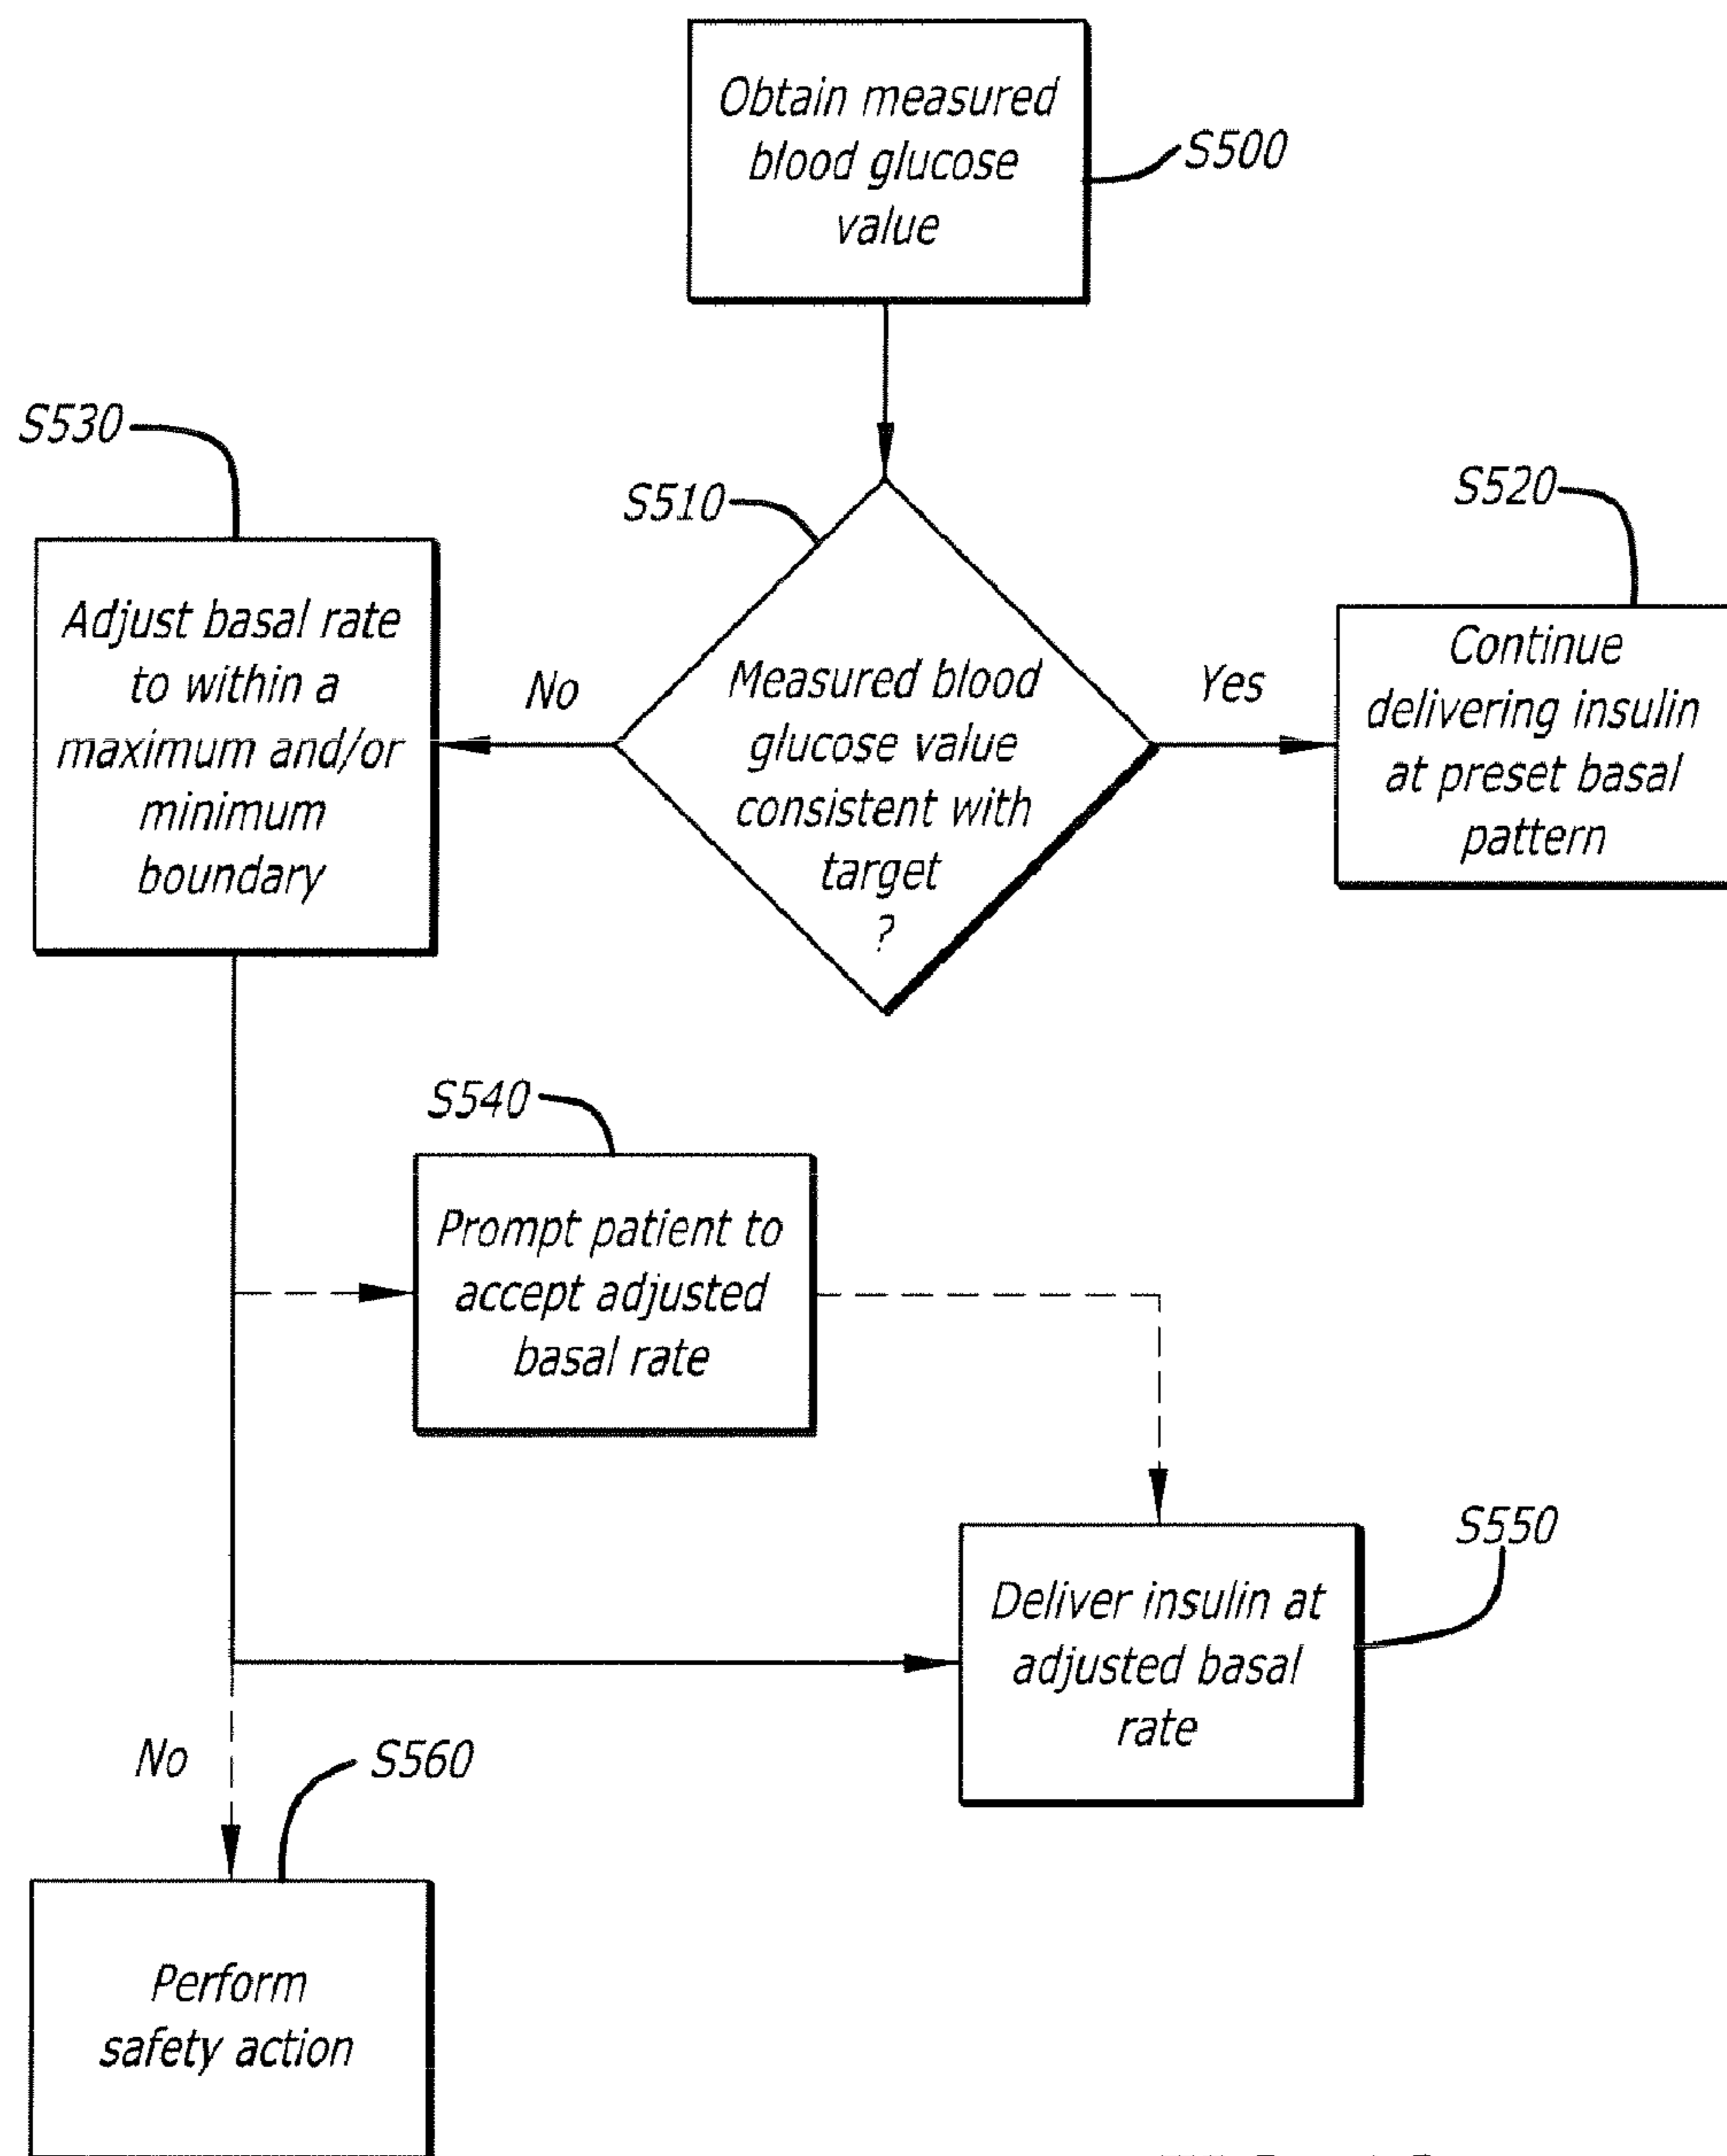 Obtain measured
blood glucose
value
S500
S530
S510
S520
Adjust basal rate
to within a
maximum and/or
minimum
boundary
No
Measured blood
glucose value
consistent with
target
?
Yes
Continue
delivering insulin
at preset basal
pattern
S540
Prompt patient to
accept adjusted
basal rate
S550
Deliver insulin at
adjusted basal
rate
No
S560
Perform
safety action